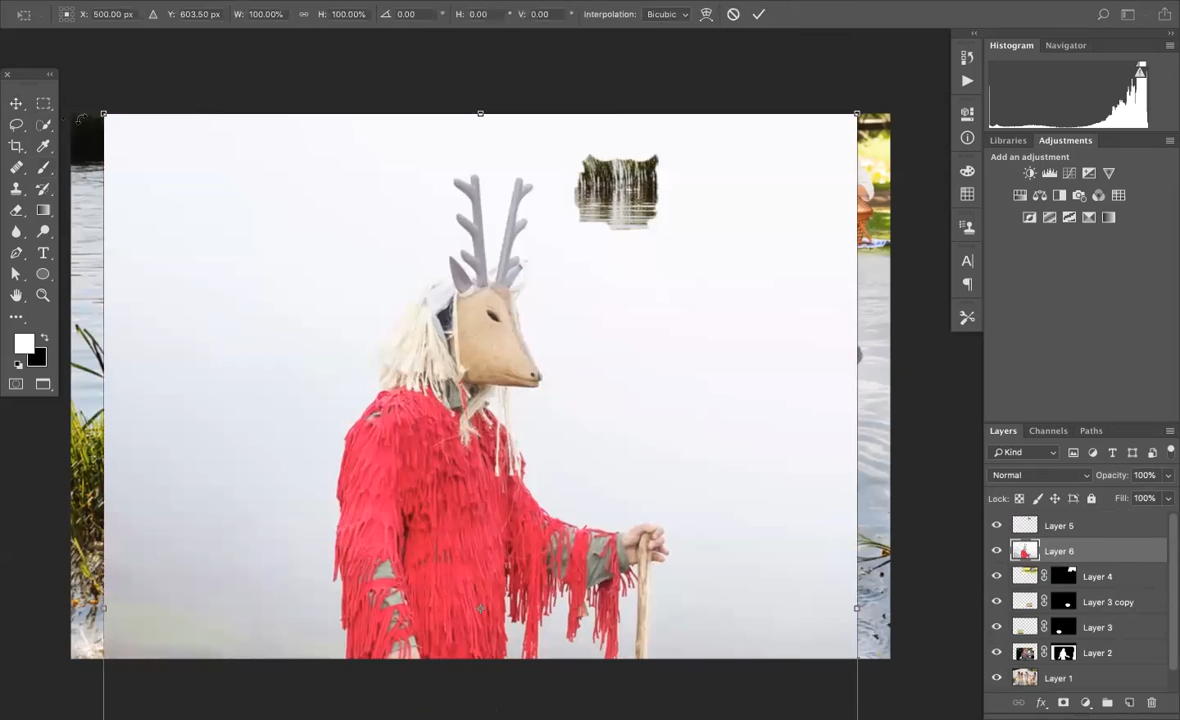 X: 500.00 px Y: 603.50 px W: 100.00% H: 100.00% 0.00 ° H: 0.00 ° V: 0.00 ° Interpolation: Bicubic
Histogram Navigator
Libraries Adjustments
Add an adjustment
Layers Channels Paths
Kind
Normal Opacity: 100%
Lock: Fill: 100%
Layer 5
Layer 6
Layer 4
Layer 3 copy
Layer 3
Layer 2
Layer 1